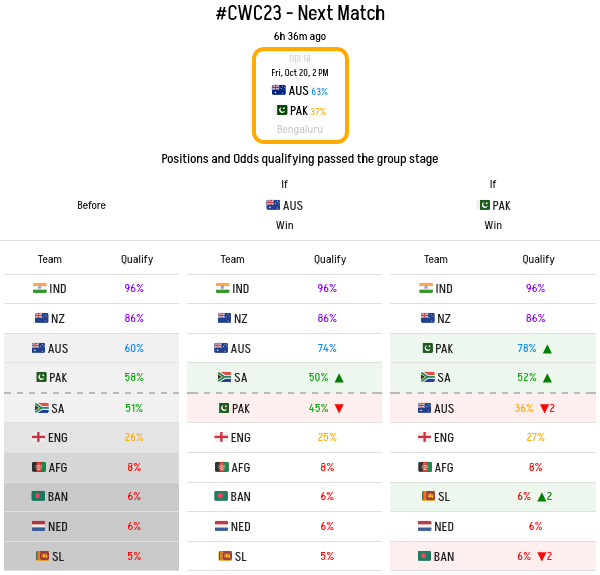 #CWC23 - Next Match
6h 36m ago
ODI 18
Fri, Oct 20, 2 PM
AUS 63%
PAK 37%
Bengaluru
Positions and Odds qualifying passed the group stage
Before
If
AUS
Win
If
PAK
Win
Team Qualify Team Qualify Team Qualify
IND 96% IND 96% IND 96%
NZ 86% NZ 86% NZ 86%
AUS 60% AUS 74% PAK 78% ▲
PAK 58% SA 50% ▲ SA 52% ▲
SA 51% PAK 45% ▼ AUS 36% ▼2
ENG 26% ENG 25% ENG 27%
AFG 8% AFG 8% AFG 8%
BAN 6% BAN 6% SL 6% ▲2
NED 6% NED 6% NED 6%
SL 5% SL 5% BAN 6% ▼2